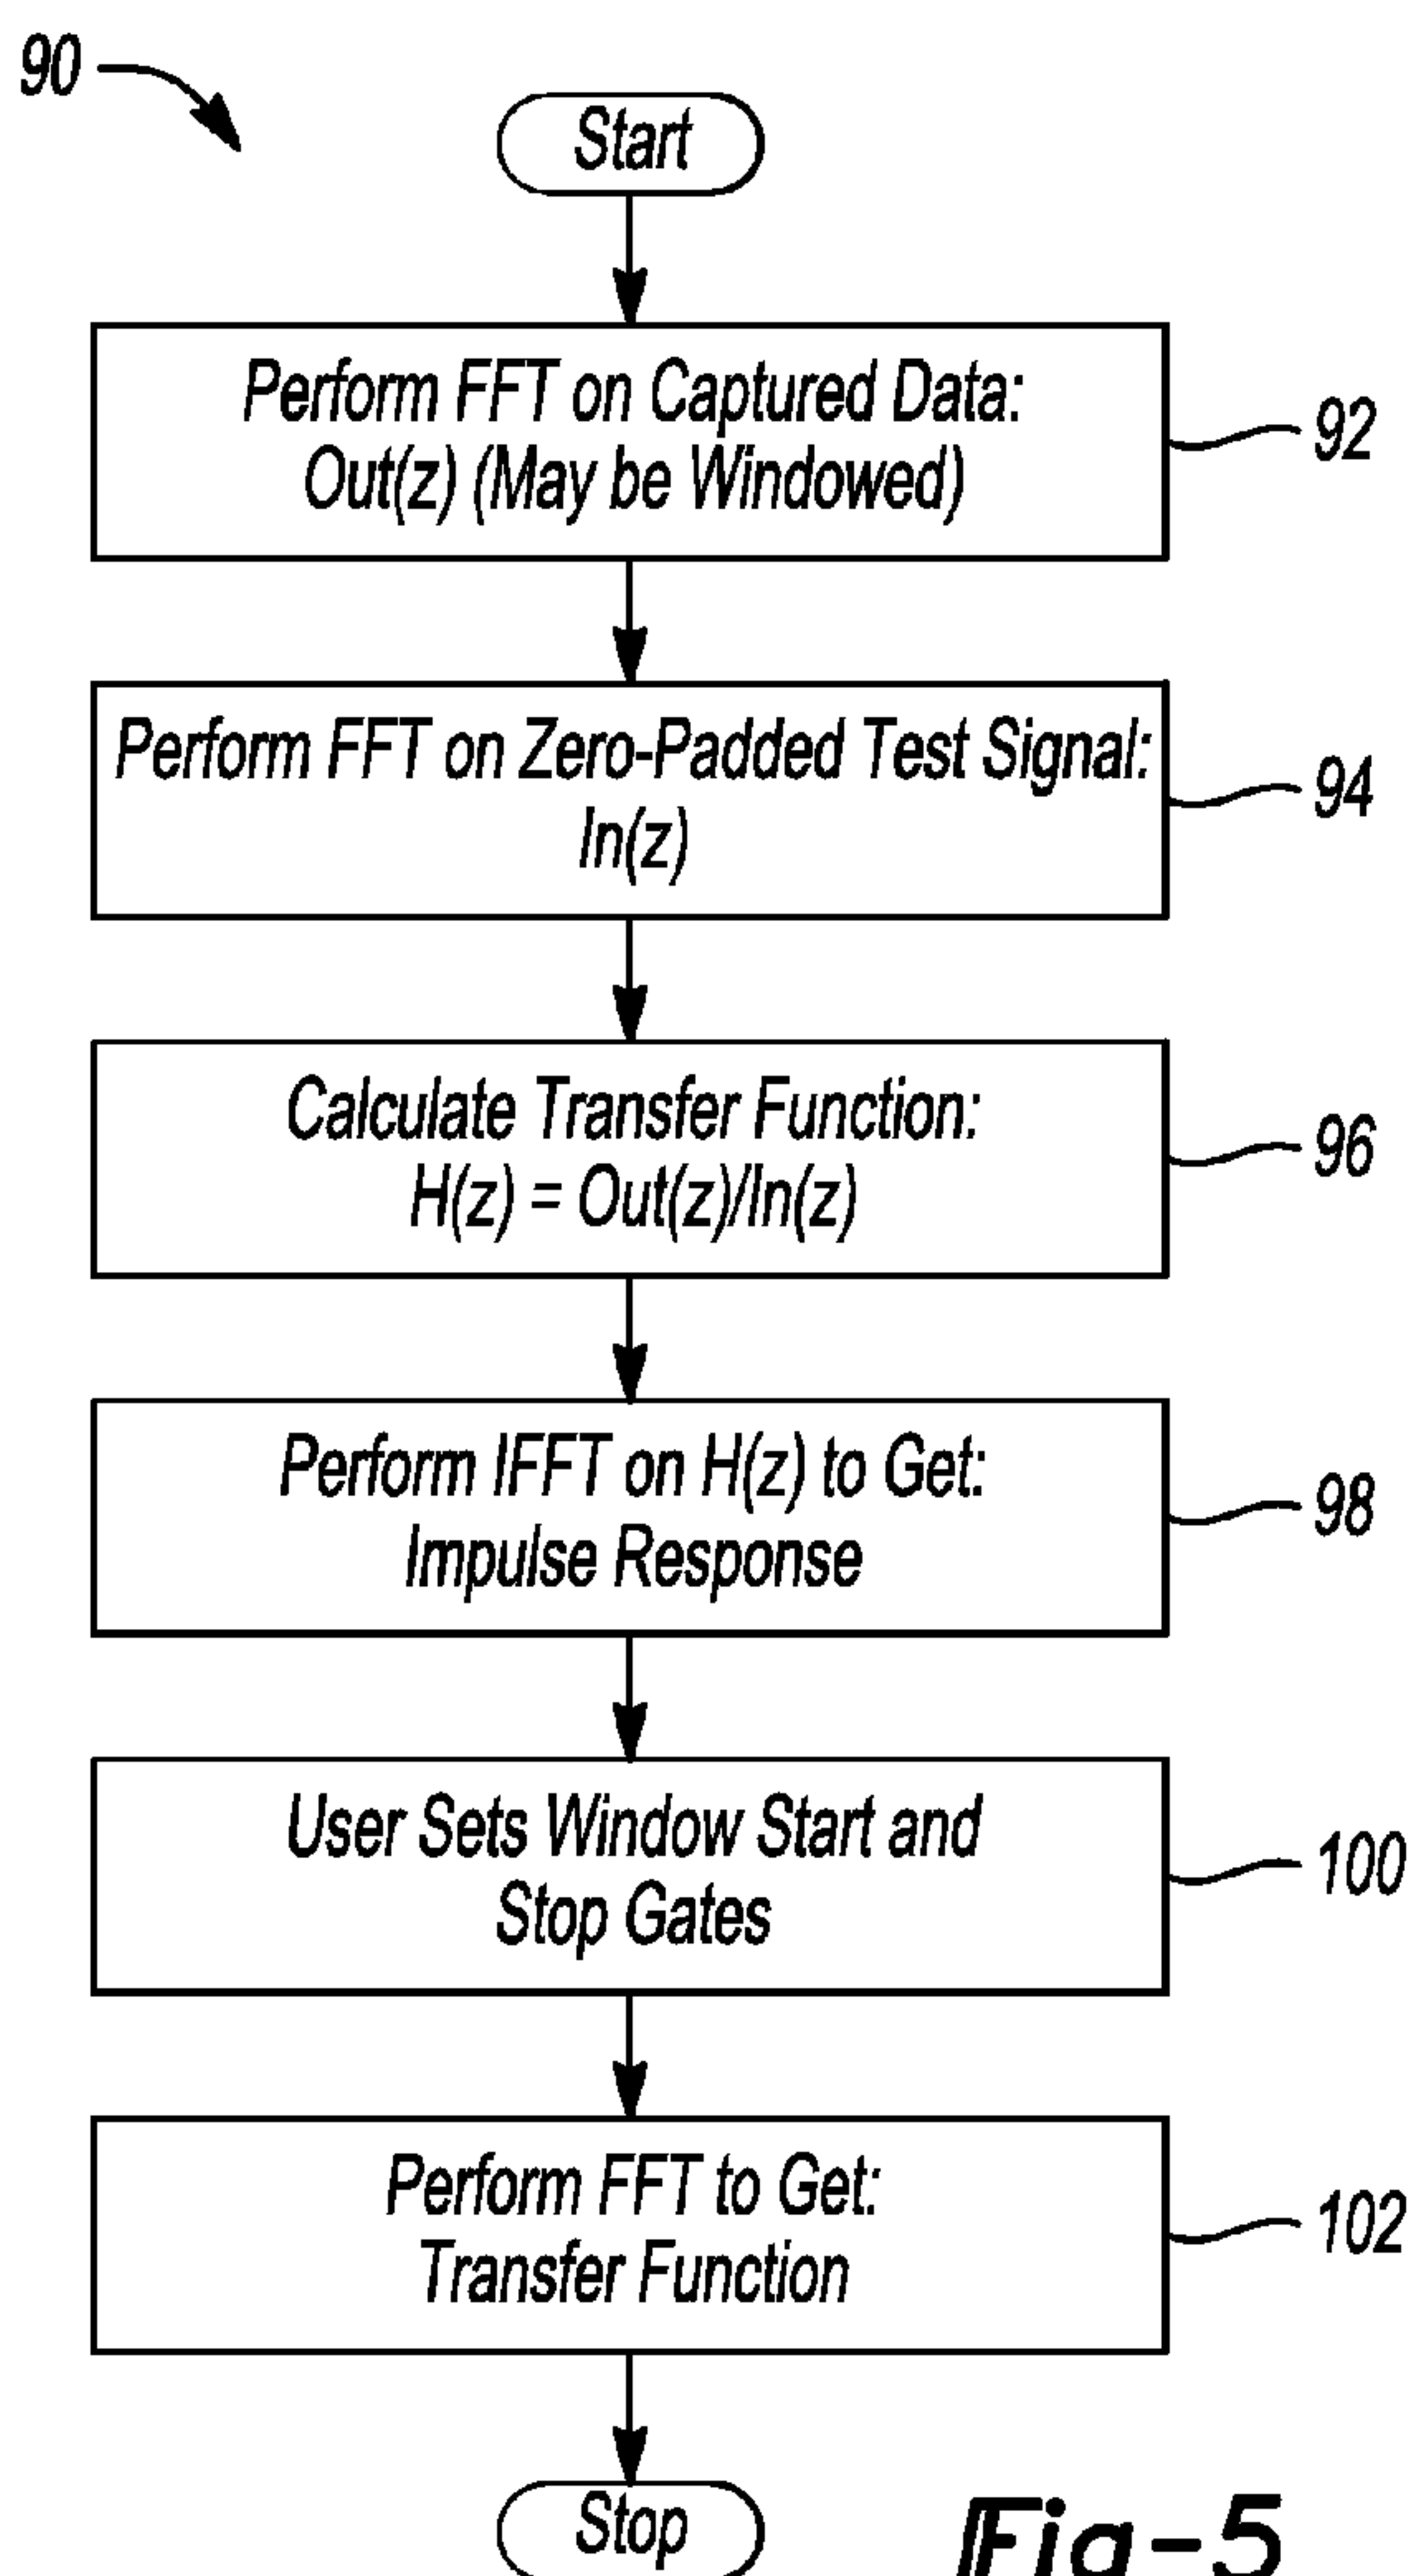 90
Start
Perform FFT on Captured Data:
Out(z) (May be Windowed)
92
Perform FFT on Zero-Padded Test Signal:
In(z)
94
Calculate Transfer Function:
H(z) = Out(z)/In(z)
96
Perform IFFT on H(z) to Get:
Impulse Response
98
User Sets Window Start and
Stop Gates
100
Perform FFT to Get:
Transfer Function
102
Stop
Fig-5